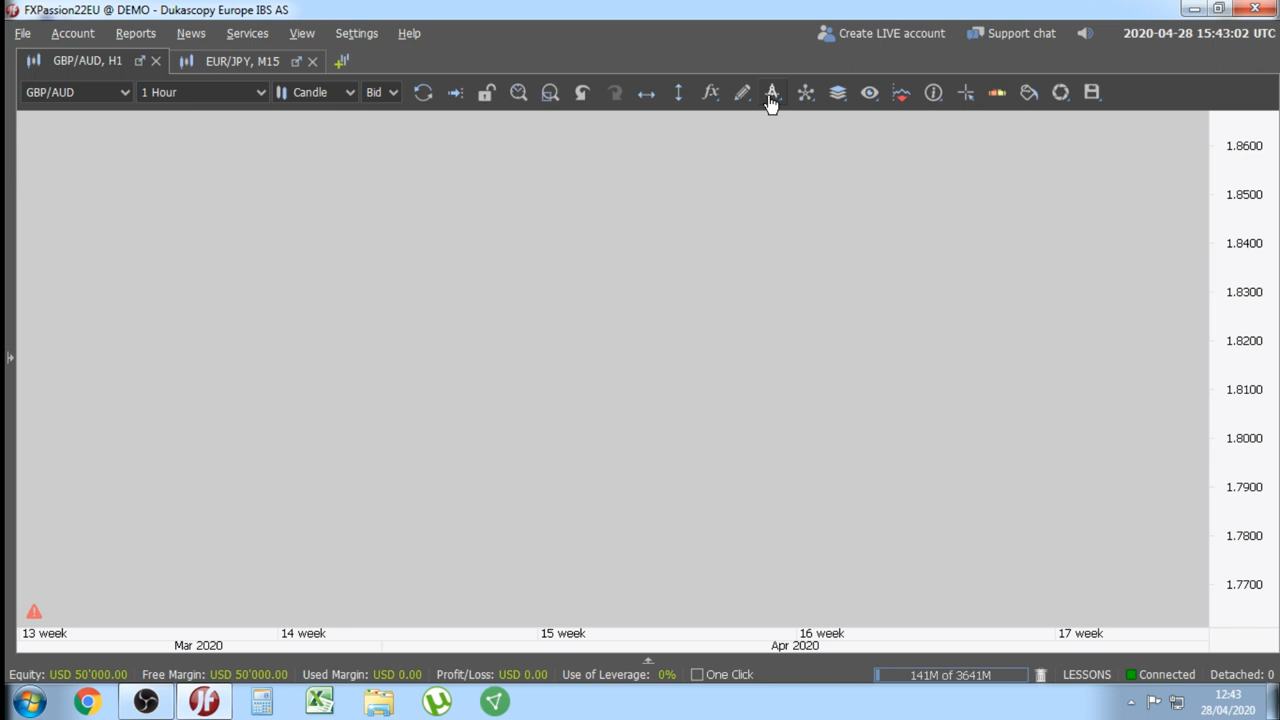 FXPassion22EU @ DEMO - Dukascopy Europe IBS AS
File Account Reports News Services View Settings Help Create LIVE account Support chat 2020-04-28 15:43:02 UTC
GBP/AUD, H1 EUR/JPY, M15
GBP/AUD 1 Hour Candle Bid fx
1.8600
1.8500
1.8400
1.8300
1.8200
1.8100
1.8000
1.7900
1.7800
1.7700
13 week 14 week 15 week 16 week 17 week
Mar 2020 Apr 2020
Equity: USD 50'000.00 Free Margin: USD 50'000.00 Used Margin: USD 0.00 Profit/Loss: USD 0.00 Use of Leverage: 0% One Click 141M of 3641M LESSONS Connected Detached: 0
12:43
28/04/2020